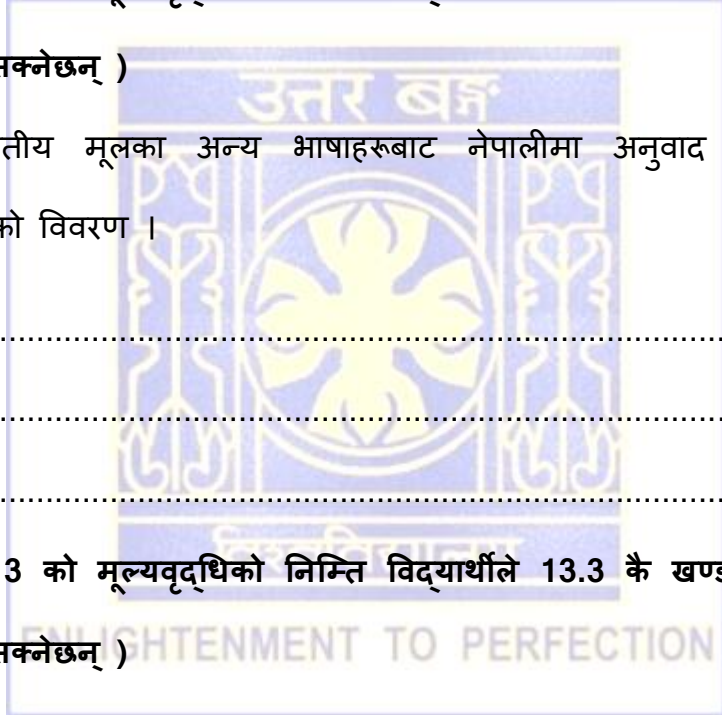 सक्नेछन् )
उत्तर बङ्ग
तीय मूलका अन्य भाषाहरूबाट नेपालीमा अनुवाद
को विवरण ।
................................................................
................................................................
................................................................
3 को मूल्यवृद्धिको निम्ति विद्यार्थीले 13.3 कै खण्ड
सक्नेछन् )
ENLIGHTENMENT TO PERFECTION